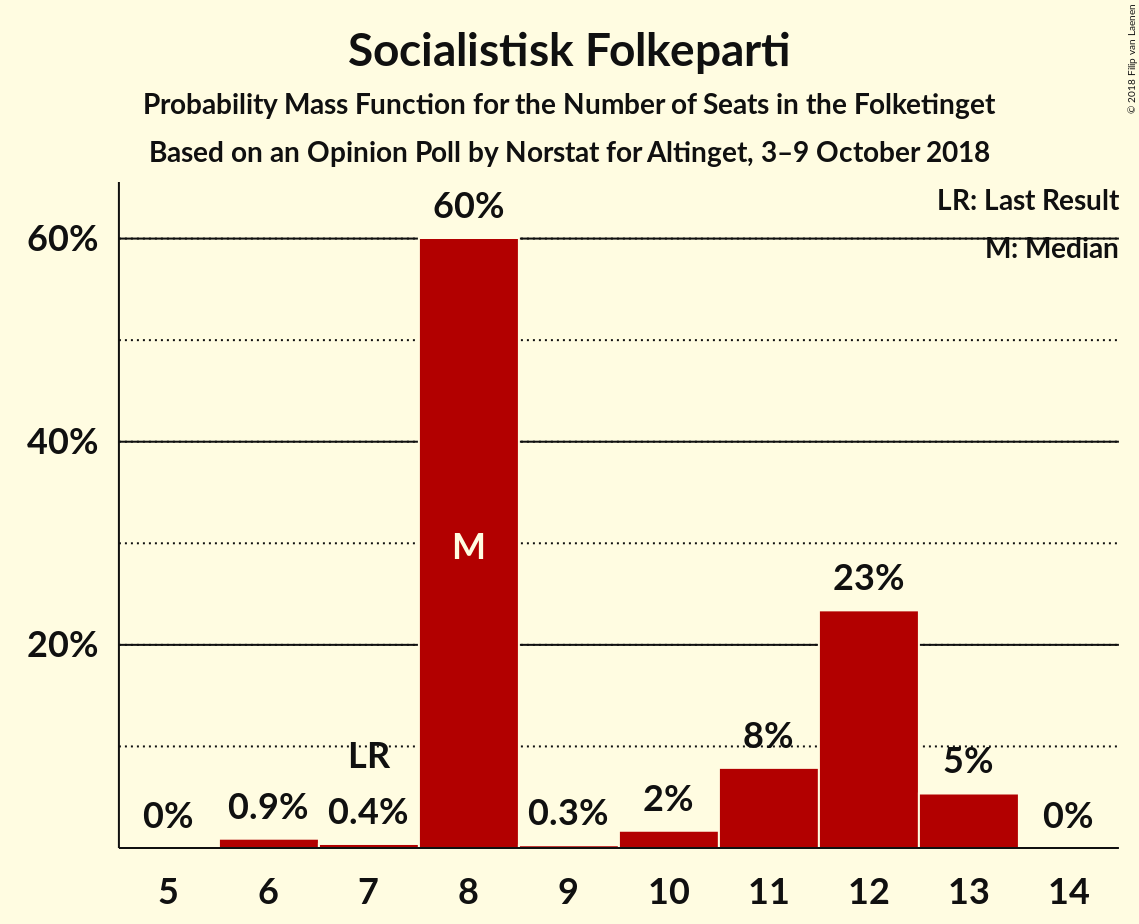 Socialistisk Folkeparti
Probability Mass Function for the Number of Seats in the Folketinget
Based on an Opinion Poll by Norstat for Altinget, 3–9 October 2018
© 2018 Filip van Laenen
LR: Last Result
M: Median
60%
40%
20%
0%
0.9%
LR
0.4%
60%
M
0.3%
2%
8%
23%
5%
0%
5 6 7 8 9 10 11 12 13 14